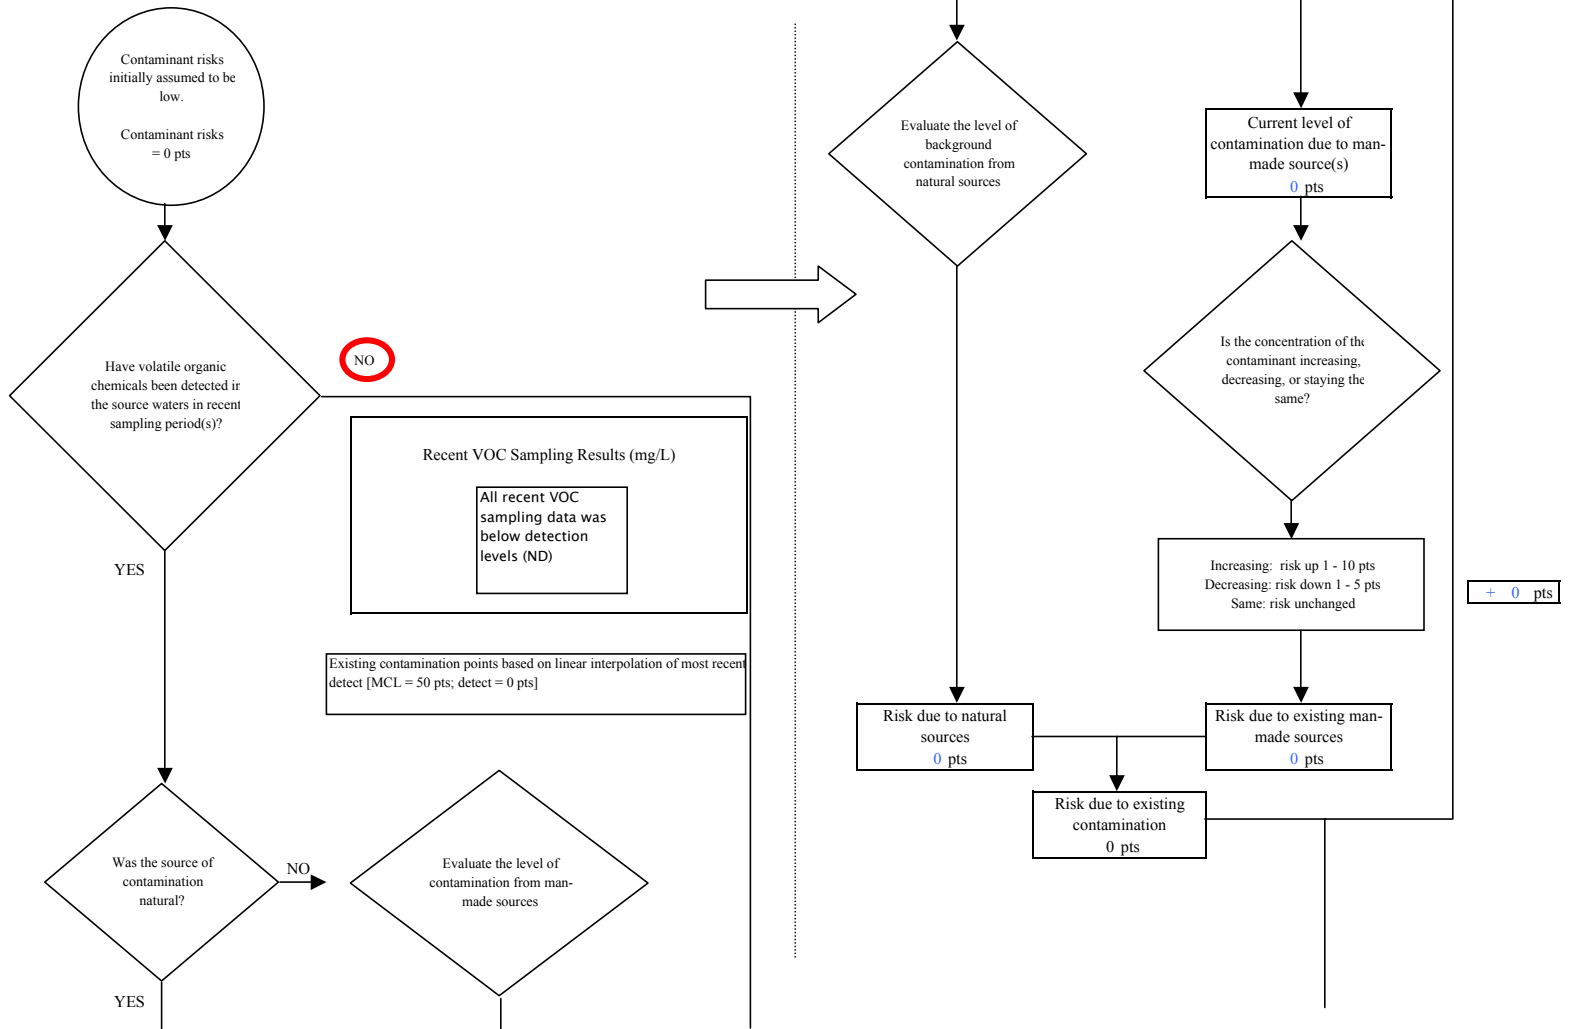 Contaminant risks
initially assumed to be
low.
Contaminant risks
= 0 pts
Have volatile organic
chemicals been detected in
the source waters in recent
sampling period(s)?
NO
Recent VOC Sampling Results (mg/L)
All recent VOC
sampling data was
below detection
levels (ND)
YES
Existing contamination points based on linear interpolation of most recent
detect [MCL = 50 pts; detect = 0 pts]
Was the source of
contamination
natural?
NO
Evaluate the level of
contamination from man-
made sources
YES
Evaluate the level of
background
contamination from
natural sources
Current level of
contamination due to man-
made source(s)
0 pts
Is the concentration of the
contaminant increasing,
decreasing, or staying the
same?
Increasing: risk up 1 - 10 pts
Decreasing: risk down 1 - 5 pts
Same: risk unchanged
+ 0 pts
Risk due to natural
sources
0 pts
Risk due to existing man-
made sources
0 pts
Risk due to existing
contamination
0 pts